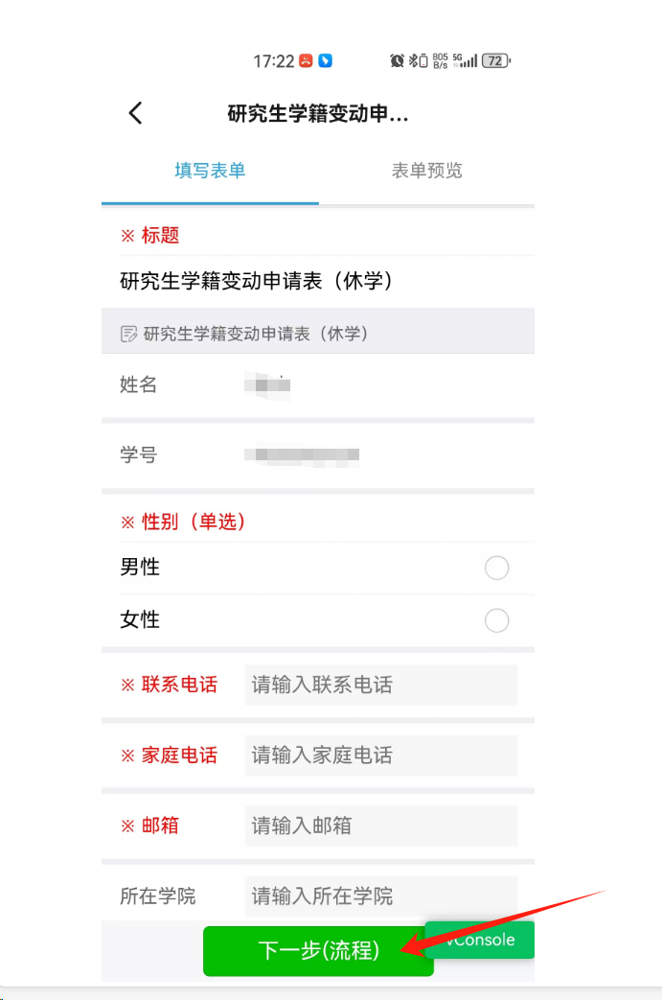 17:22 805 B/s 5G 72
研究生学籍变动申...
填写表单 表单预览
※ 标题
研究生学籍变动申请表（休学）
研究生学籍变动申请表（休学）
姓名
学号
※ 性别（单选）
男性
女性
※ 联系电话 请输入联系电话
※ 家庭电话 请输入家庭电话
※ 邮箱 请输入邮箱
所在学院 请输入所在学院
下一步(流程) vConsole